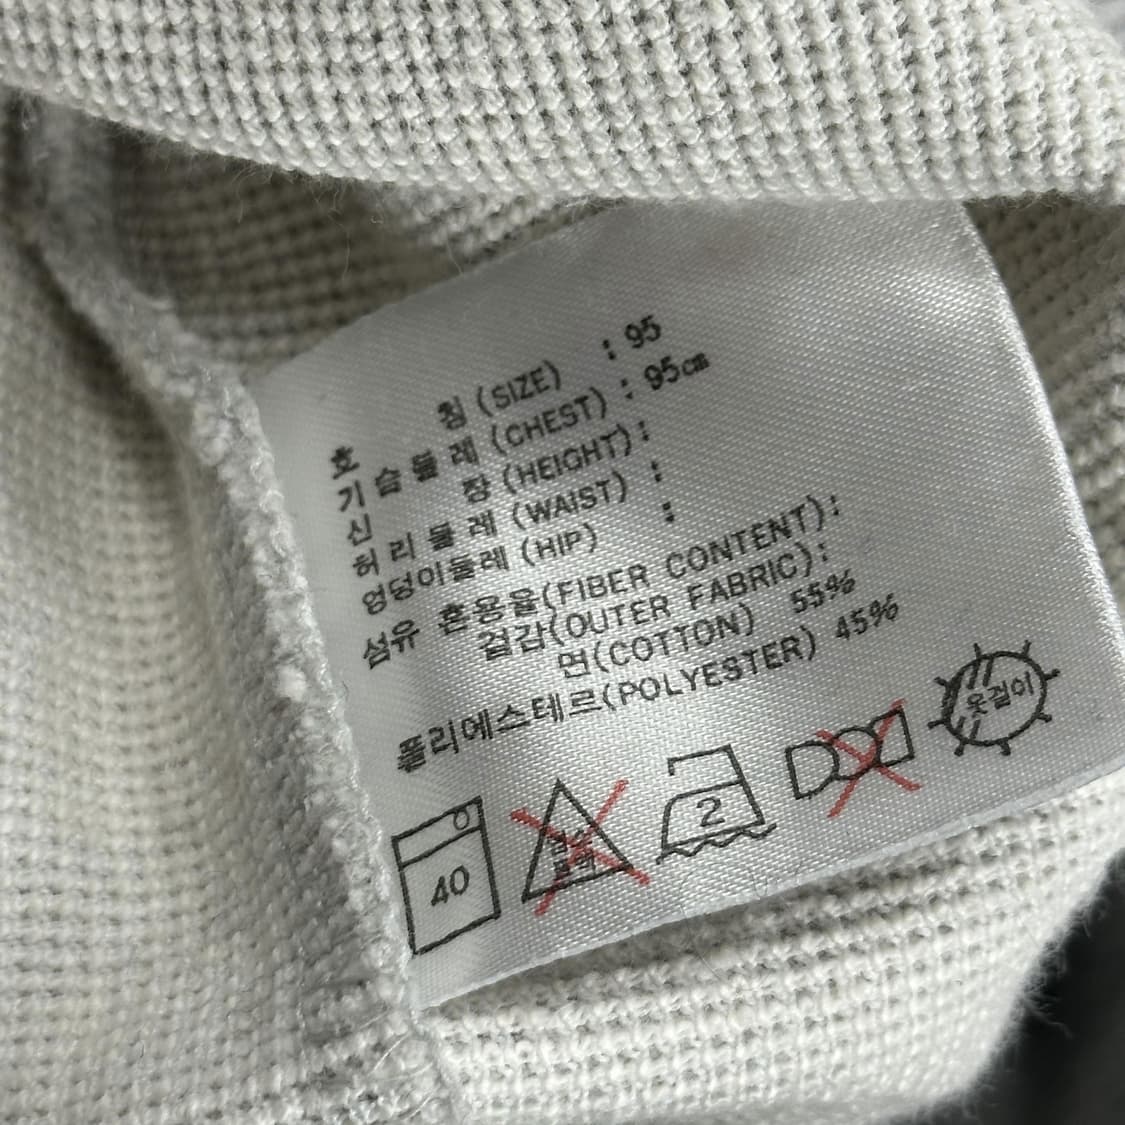 호 칭 (SIZE) : 95
기 슴 둘 레 (CHEST) : 95cm
신 장 (HEIGHT):
허 리 둘 레 (WAIST) :
엉덩이둘레 (HIP) :
섬유 혼용율(FIBER CONTENT):
겉감(OUTER FABRIC):
면(COTTON) 55%
폴리에스테르(POLYESTER) 45%
40
2
옷걸이